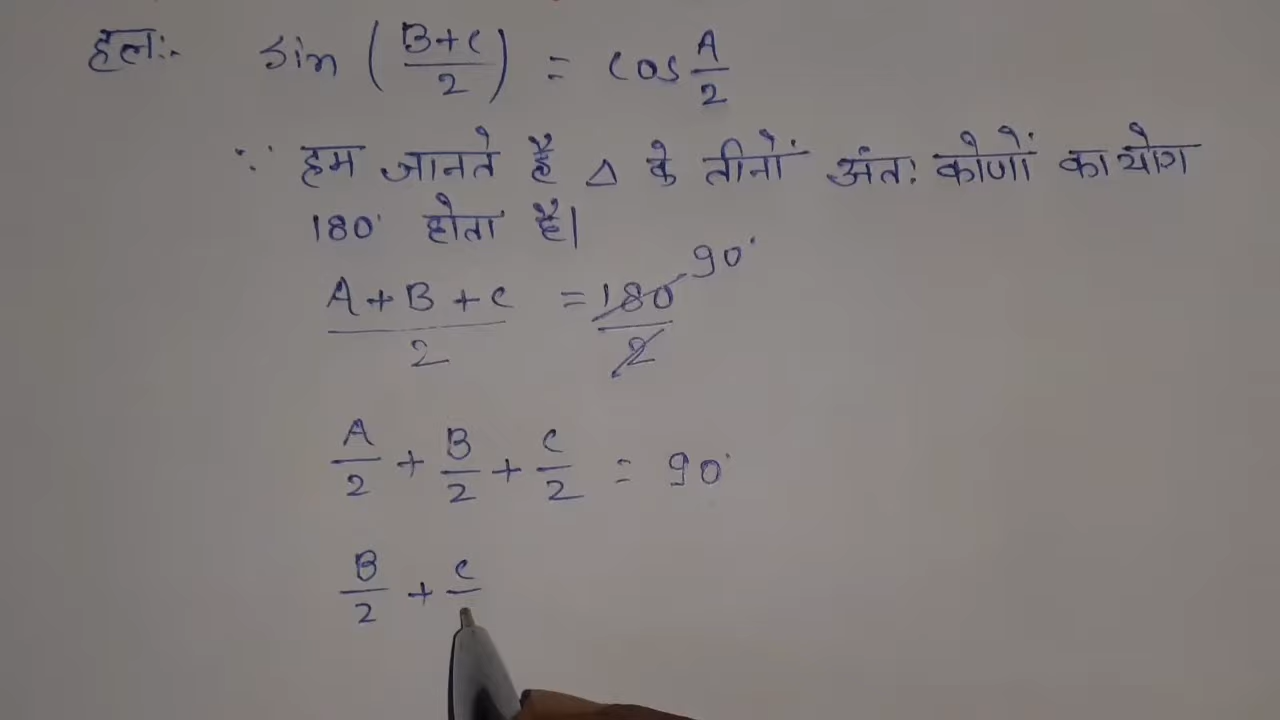 हलः- sin (B+C/2) = cos A/2
∵ हम जानते है △ के तीनों अंतः कोणों का योग
180° होता है।
A+B+C/2 = 180/2 90°
A/2 + B/2 + C/2 = 90°
B/2 + C/